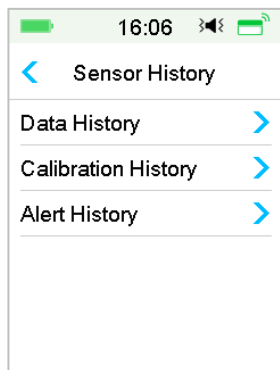 16:06
Sensor History
Data History
Calibration History
Alert History